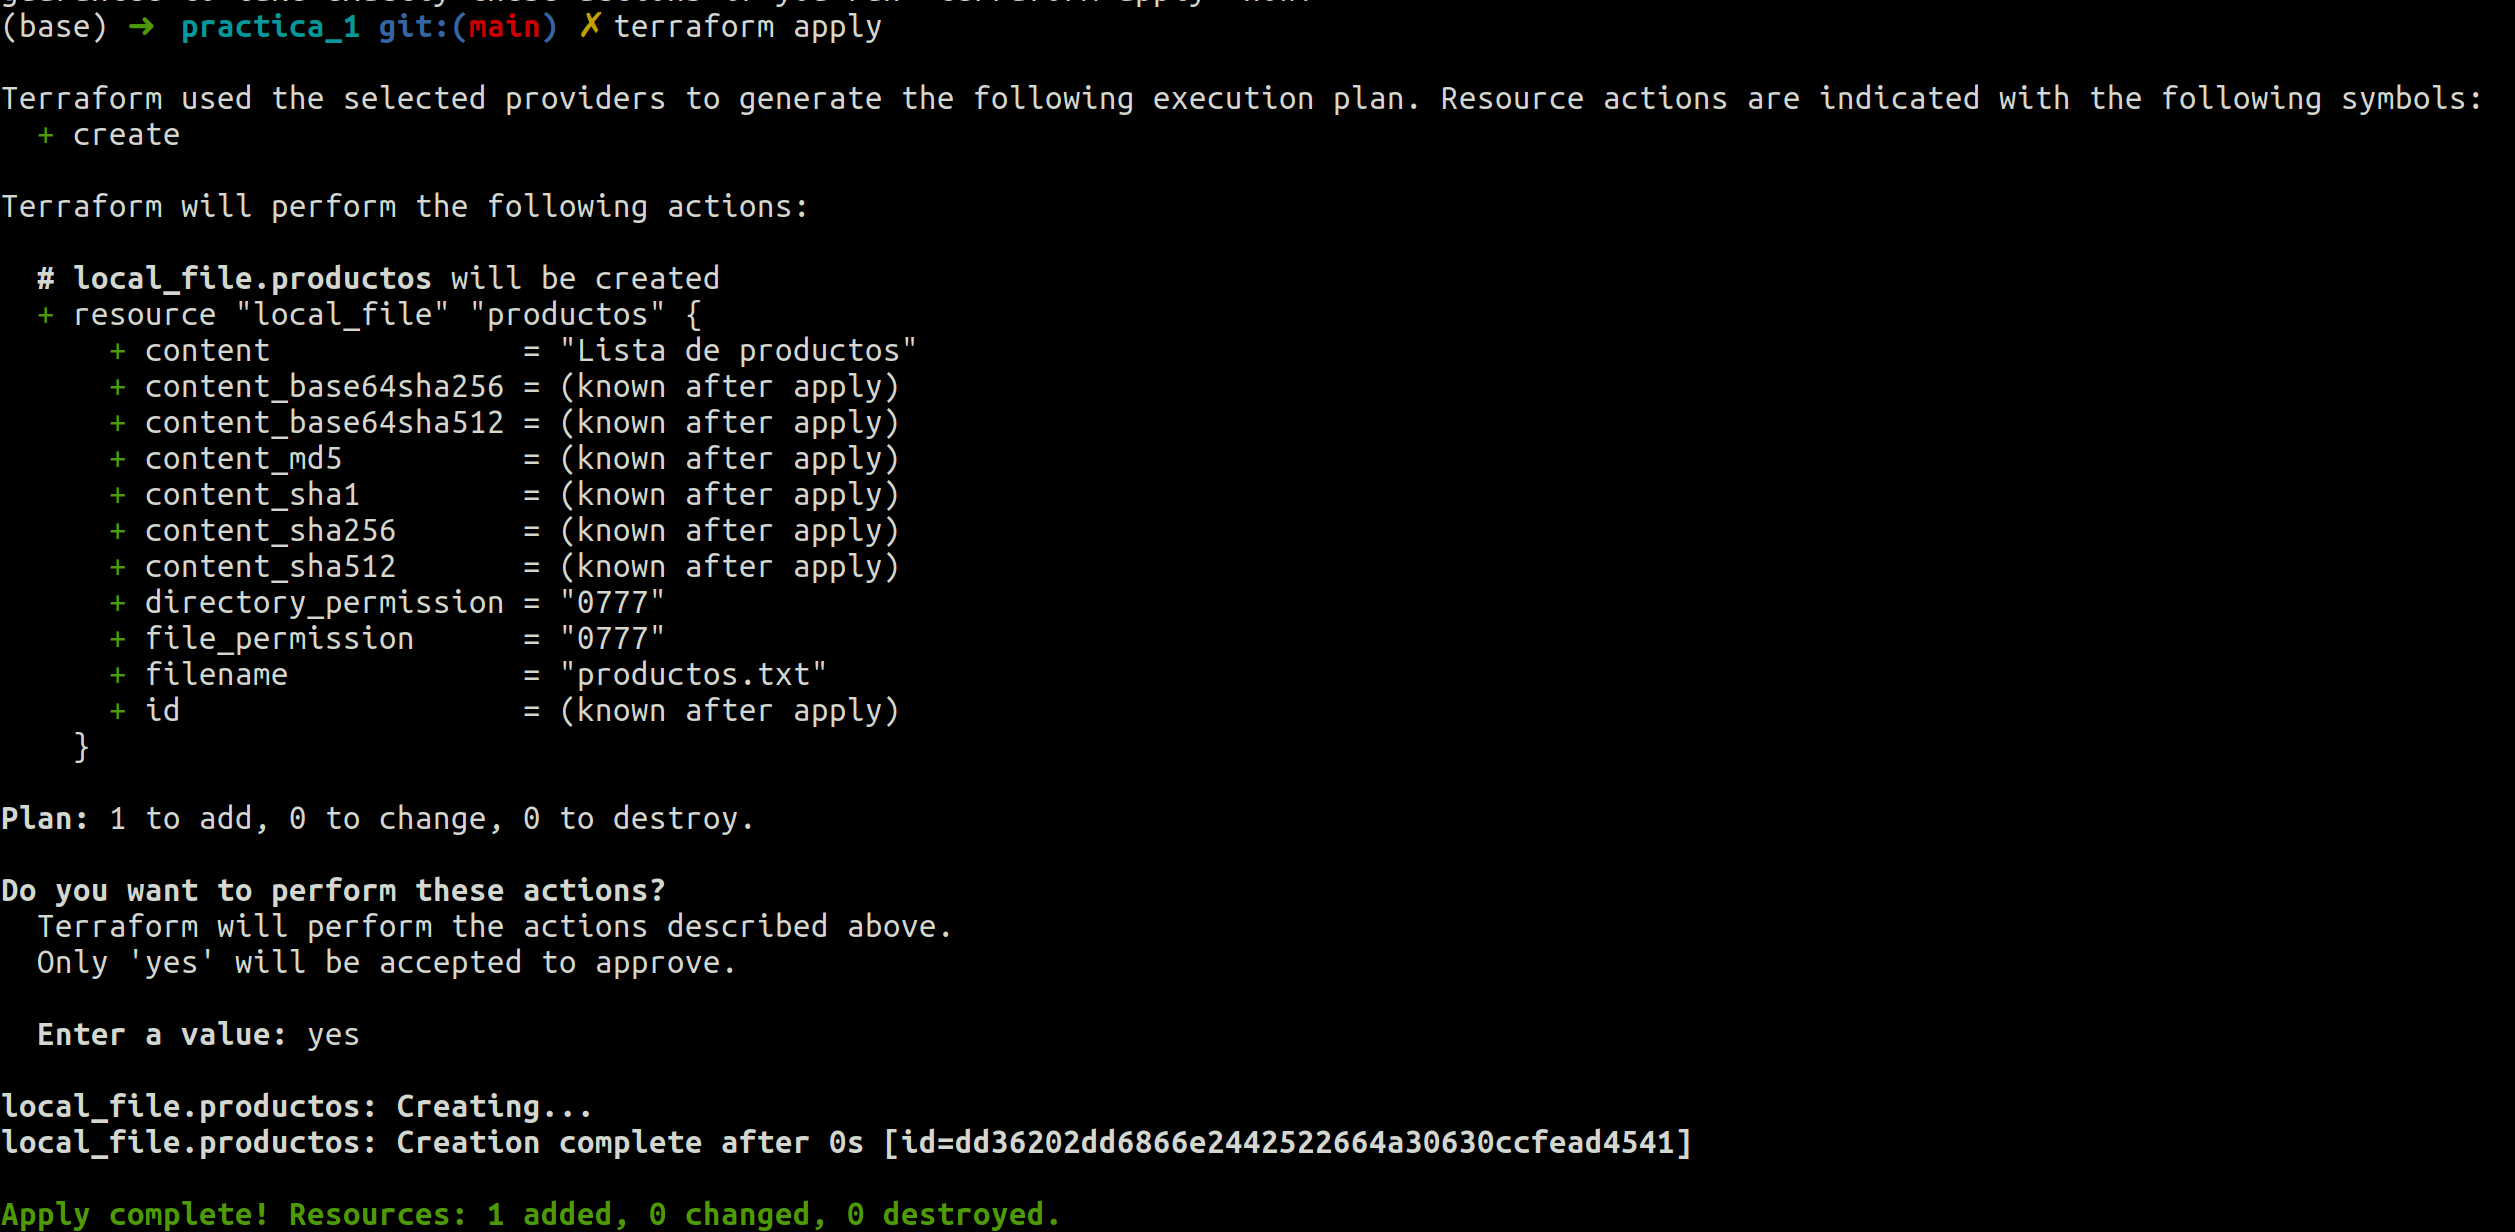 (base) ➜ practica_1 git:(main) ✗ terraform apply
Terraform used the selected providers to generate the following execution plan. Resource actions are indicated with the following symbols:
  + create
Terraform will perform the following actions:
  # local_file.productos will be created
  + resource "local_file" "productos" {
      + content              = "Lista de productos"
      + content_base64sha256 = (known after apply)
      + content_base64sha512 = (known after apply)
      + content_md5          = (known after apply)
      + content_sha1         = (known after apply)
      + content_sha256       = (known after apply)
      + content_sha512       = (known after apply)
      + directory_permission = "0777"
      + file_permission      = "0777"
      + filename             = "productos.txt"
      + id                   = (known after apply)
    }
Plan: 1 to add, 0 to change, 0 to destroy.
Do you want to perform these actions?
  Terraform will perform the actions described above.
  Only 'yes' will be accepted to approve.
  Enter a value: yes
local_file.productos: Creating...
local_file.productos: Creation complete after 0s [id=dd36202dd6866e2442522664a30630ccfead4541]
Apply complete! Resources: 1 added, 0 changed, 0 destroyed.